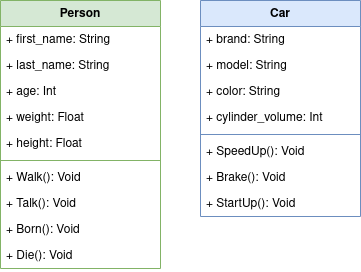 Person
+ first_name: String
+ last_name: String
+ age: Int
+ weight: Float
+ height: Float
+ Walk(): Void
+ Talk(): Void
+ Born(): Void
+ Die(): Void
Car
+ brand: String
+ model: String
+ color: String
+ cylinder_volume: Int
+ SpeedUp(): Void
+ Brake(): Void
+ StartUp(): Void